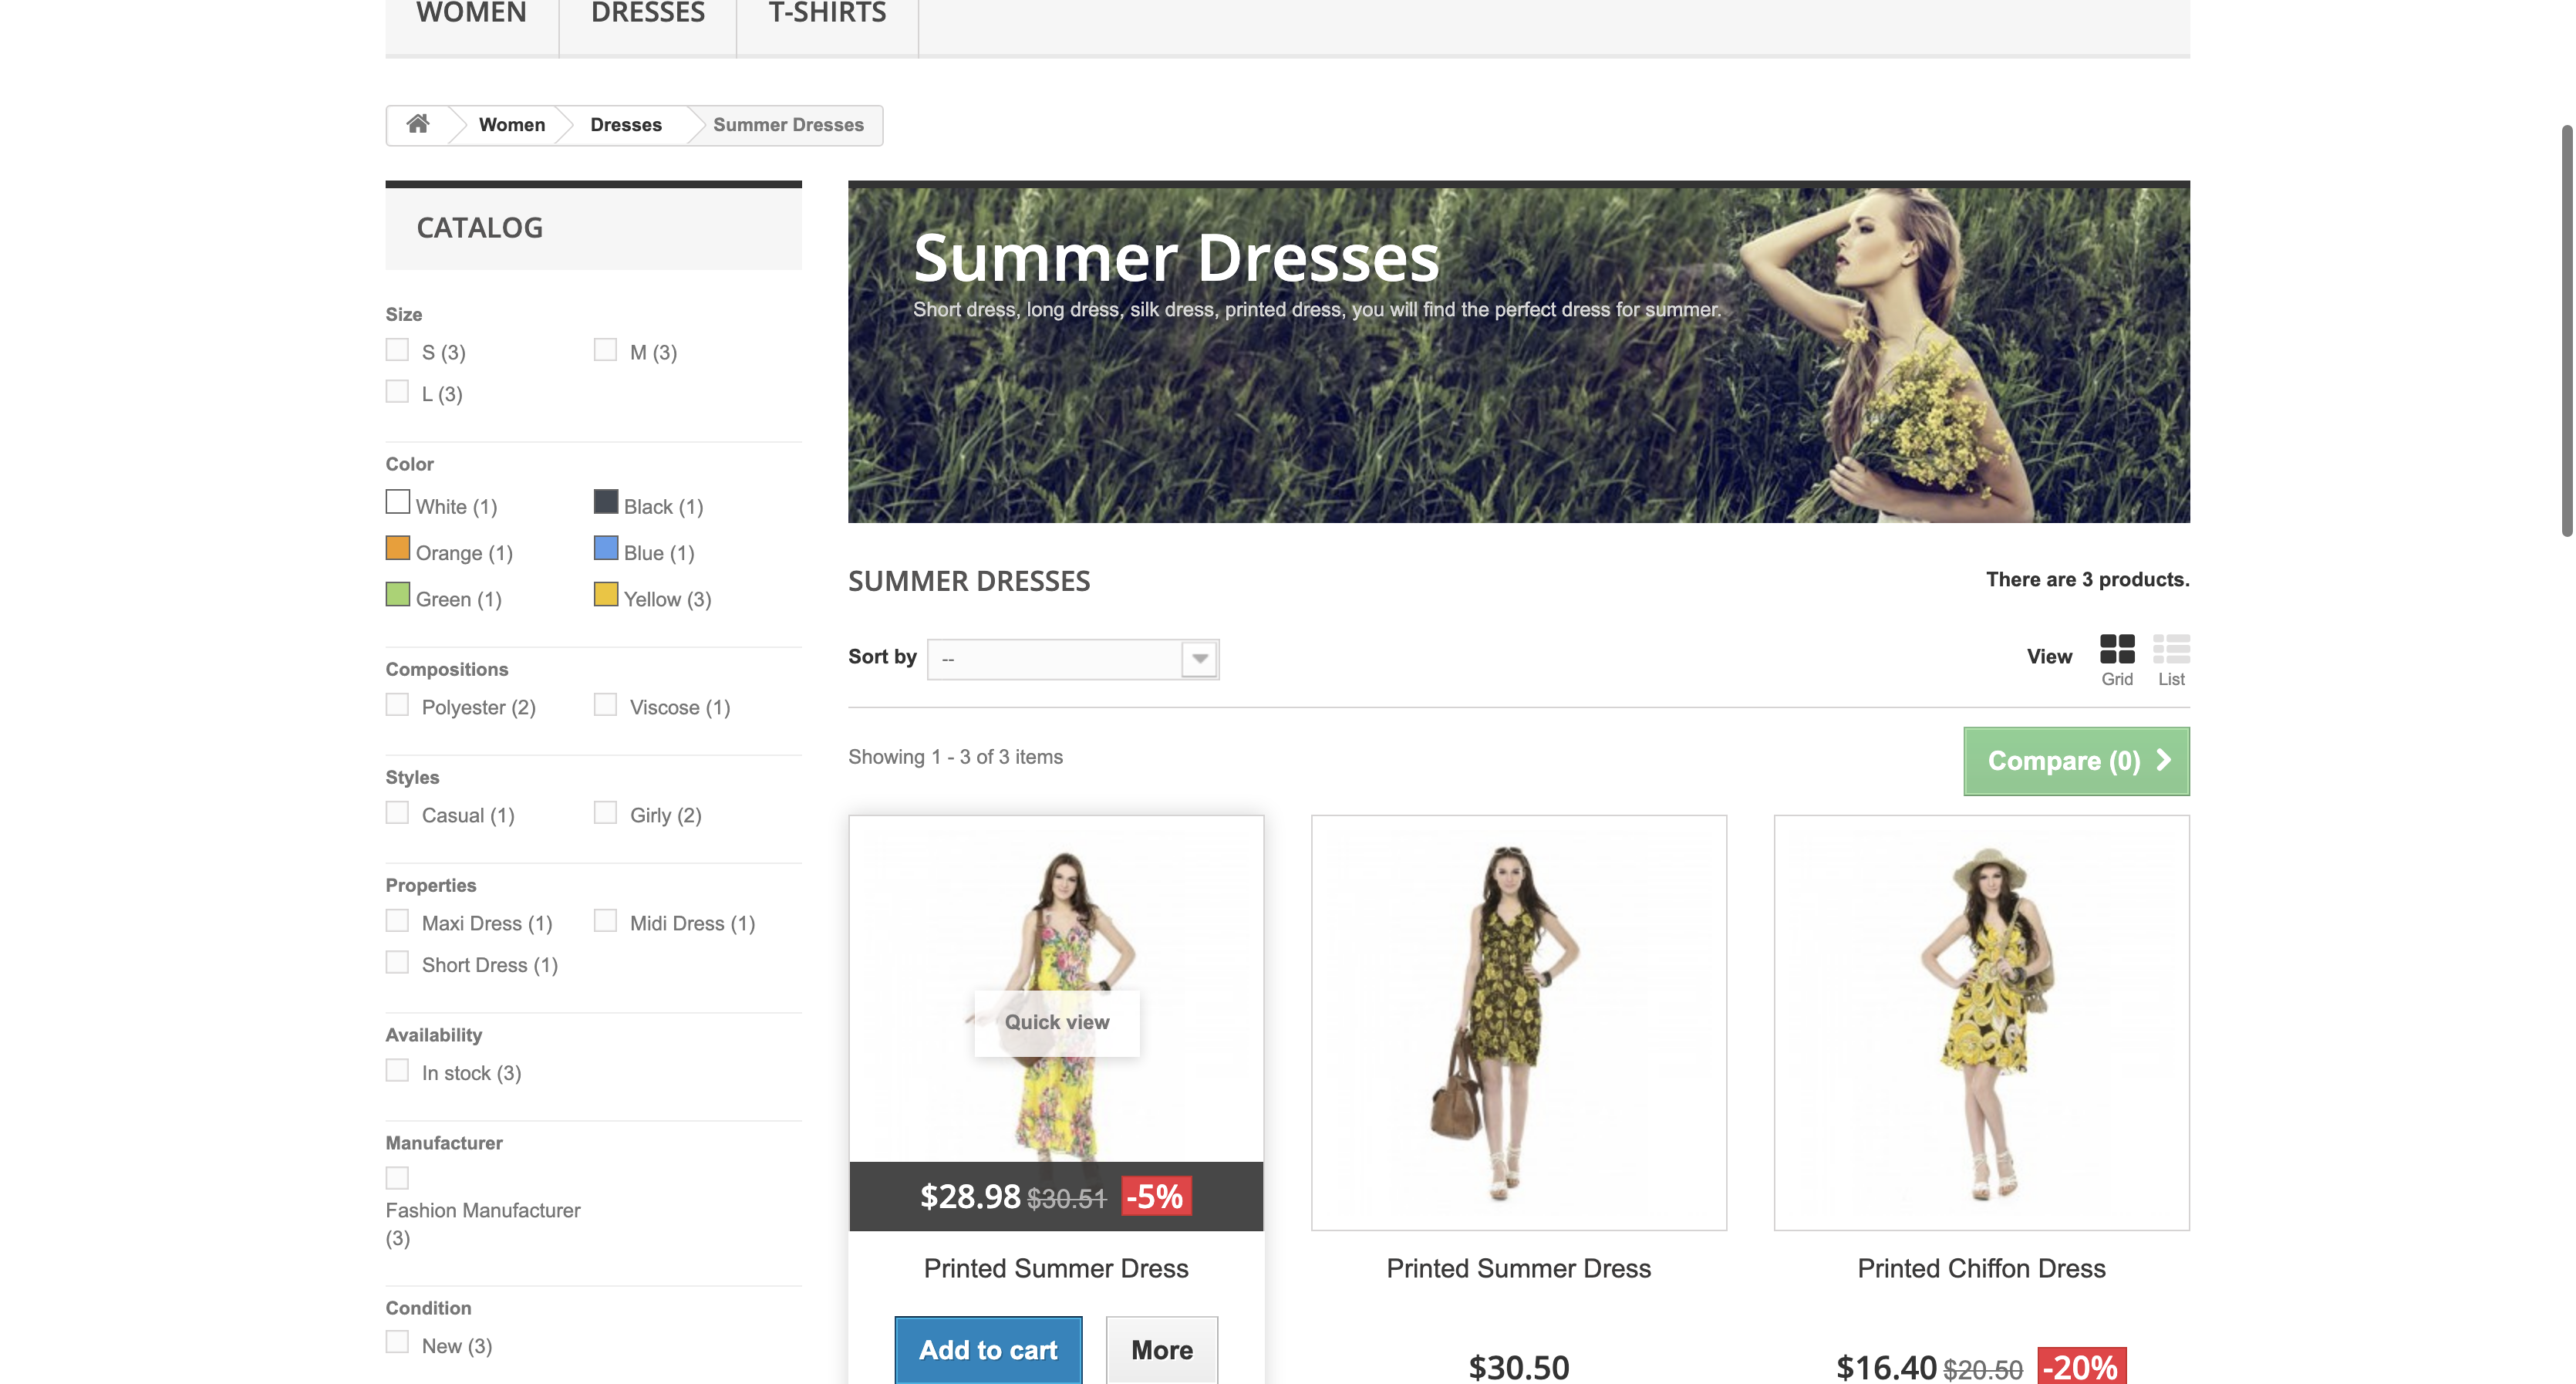 WOMEN
DRESSES
T-SHIRTS
Women
Dresses
Summer Dresses
CATALOG
Size
S (3)
M (3)
L (3)
Color
White (1)
Black (1)
Orange (1)
Blue (1)
Green (1)
Yellow (3)
Compositions
Polyester (2)
Viscose (1)
Styles
Casual (1)
Girly (2)
Properties
Maxi Dress (1)
Midi Dress (1)
Short Dress (1)
Availability
In stock (3)
Manufacturer
Fashion Manufacturer
(3)
Condition
New (3)
Summer Dresses
Short dress, long dress, silk dress, printed dress, you will find the perfect dress for summer.
SUMMER DRESSES
There are 3 products.
Sort by
--
View
Grid
List
Showing 1 - 3 of 3 items
Compare (0)
Quick view
$28.98 $30.51 -5%
Printed Summer Dress
Add to cart
More
Printed Summer Dress
$30.50
Printed Chiffon Dress
$16.40 $20.50 -20%